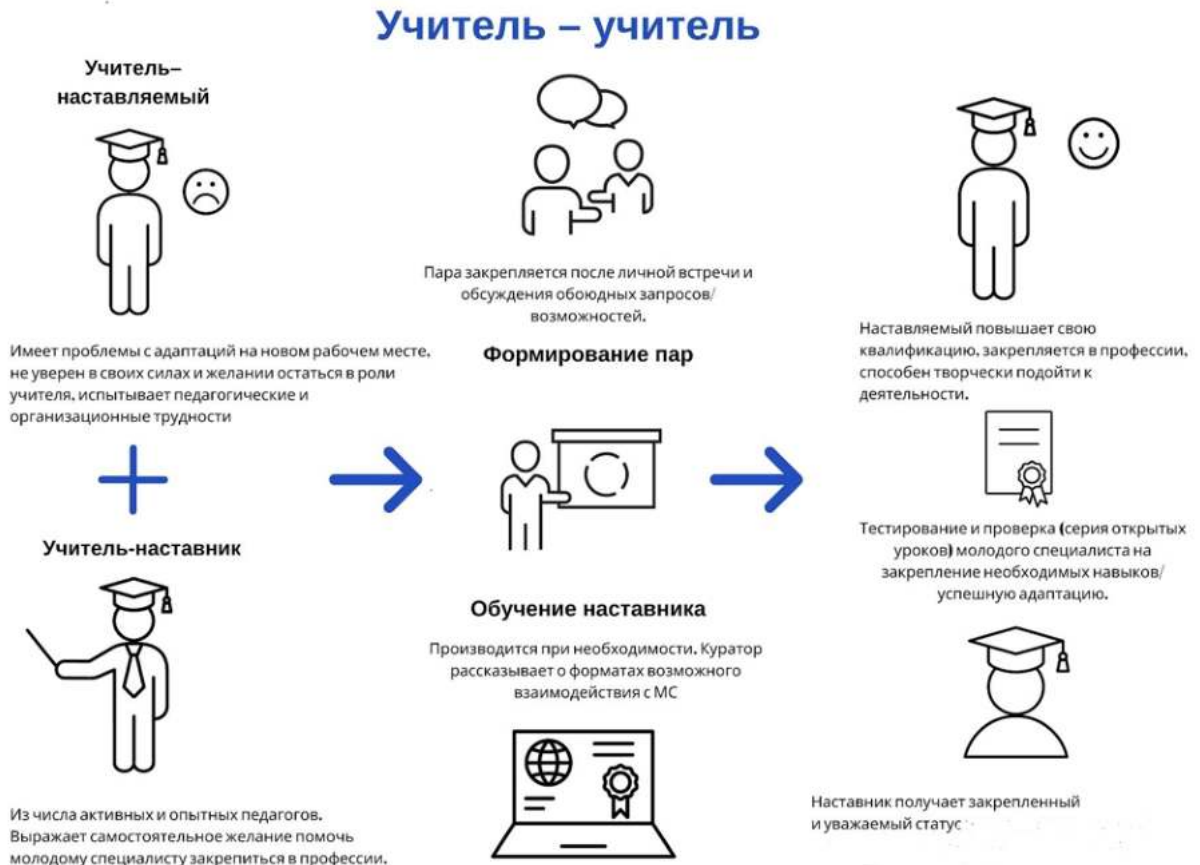 Учитель – учитель
Учитель–
наставляемый
Имеет проблемы с адаптаций на новом рабочем месте,
не уверен в своих силах и желании остаться в роли
учителя, испытывает педагогические и
организационные трудности
Учитель-наставник
Из числа активных и опытных педагогов.
Выражает самостоятельное желание помочь
молодому специалисту закрепиться в профессии.
Пара закрепляется после личной встречи и
обсуждения обоюдных запросов/
возможностей.
Формирование пар
Обучение наставника
Производится при необходимости. Куратор
рассказывает о форматах возможного
взаимодействия с МС
Наставляемый повышает свою
квалификацию, закрепляется в профессии,
способен творчески подойти к
деятельности.
Тестирование и проверка (серия открытых
уроков) молодого специалиста на
закрепление необходимых навыков/
успешную адаптацию.
Наставник получает закрепленный
и уважаемый статус